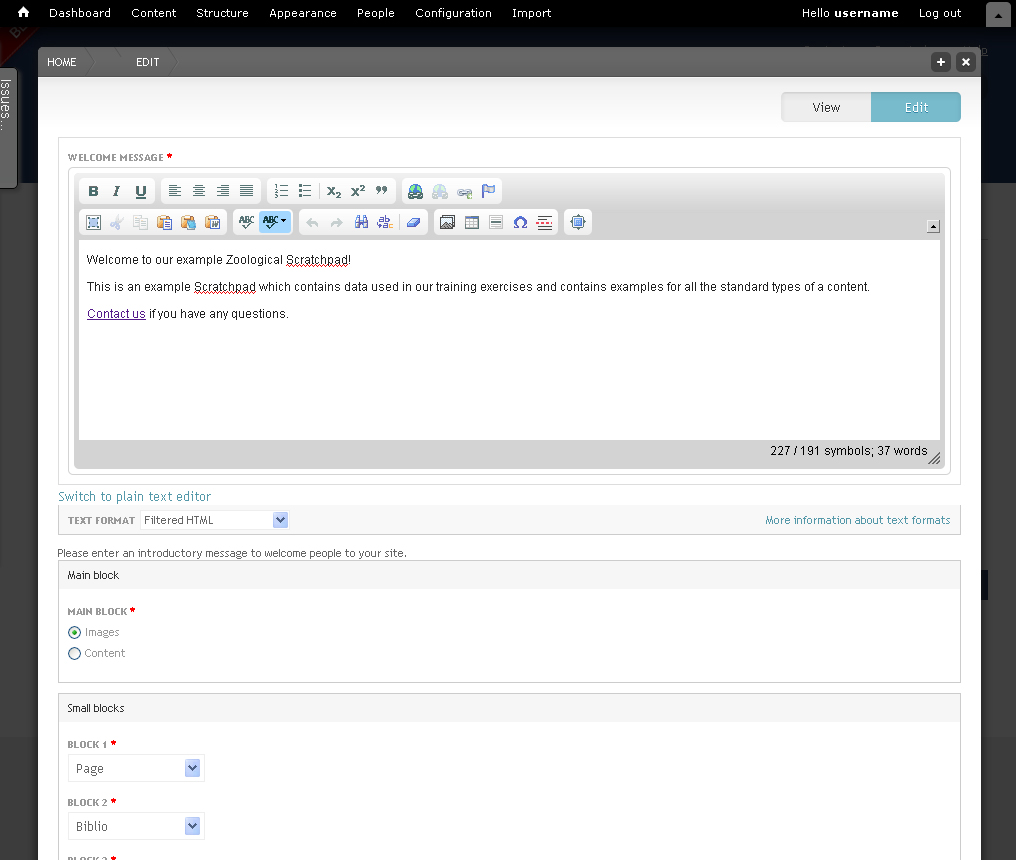 Dashboard Content Structure Appearance People Configuration Import Hello username Log out
HOME EDIT
Issues...
View Edit
WELCOME MESSAGE *
B I U X₂ X² ”
ABC ABC Ω
Welcome to our example Zoological Scratchpad!
This is an example Scratchpad which contains data used in our training exercises and contains examples for all the standard types of a content.
Contact us if you have any questions.
227 / 191 symbols; 37 words
Switch to plain text editor
TEXT FORMAT Filtered HTML More information about text formats
Please enter an introductory message to welcome people to your site.
Main block
MAIN BLOCK *
Images
Content
Small blocks
BLOCK 1 *
Page
BLOCK 2 *
Biblio